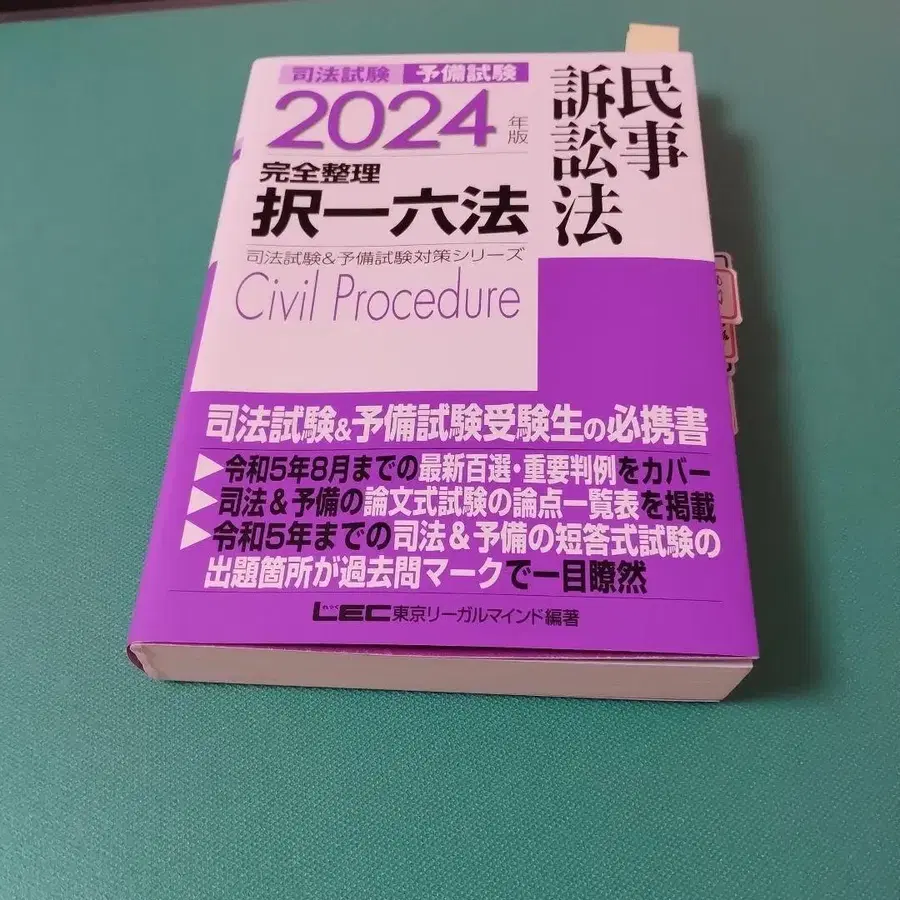 司法試験 予備試験
2024年版
完全整理
択一六法
司法試験&予備試験対策シリーズ
Civil Procedure
民事
訴訟法
司法試験&予備試験受験生の必携書
▶令和5年8月までの最新百選・重要判例をカバー
▶司法&予備の論文式試験の論点一覧表を掲載
▶令和5年までの司法&予備の短答式試験の
出題箇所が過去問マークで一目瞭然
LEC東京リーガルマインド編著